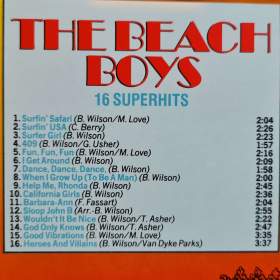 THE BEACH
BOYS
16 SUPERHITS
1. Surfin' Safari (B. Wilson/M. Love) 2:04
2. Surfin' USA (C. Berry) 2:25
3. Surfer Girl (B. Wilson) 2:23
4. 409 (B. Wilson/G. Usher) 1:57
5. Fun, Fun, Fun (B. Wilson/M. Love) 2:16
6. I Get Around (B. Wilson) 2:09
7. Dance, Dance, Dance, (B. Wilson) 2:00
8. When I Grow Up (To Be A Man) (B. Wilson) 2:00
9. Help Me, Rhonda (B. Wilson) 2:45
10. California Girls (B. Wilson) 2:33
11. Barbara-Ann (F. Fassart) 2:04
12. Sloop John B (Arr.-B. Wilson) 2:53
13. Wouldn't It Be Nice (B. Wilson/T. Asher) 2:22
14. God Only Knows (B. Wilson/T. Asher) 2:47
15. Good Vibrations (B. Wilson/M. Love) 3:31
16. Heroes And Villains (B. Wilson/Van Dyke Parks) 3:37